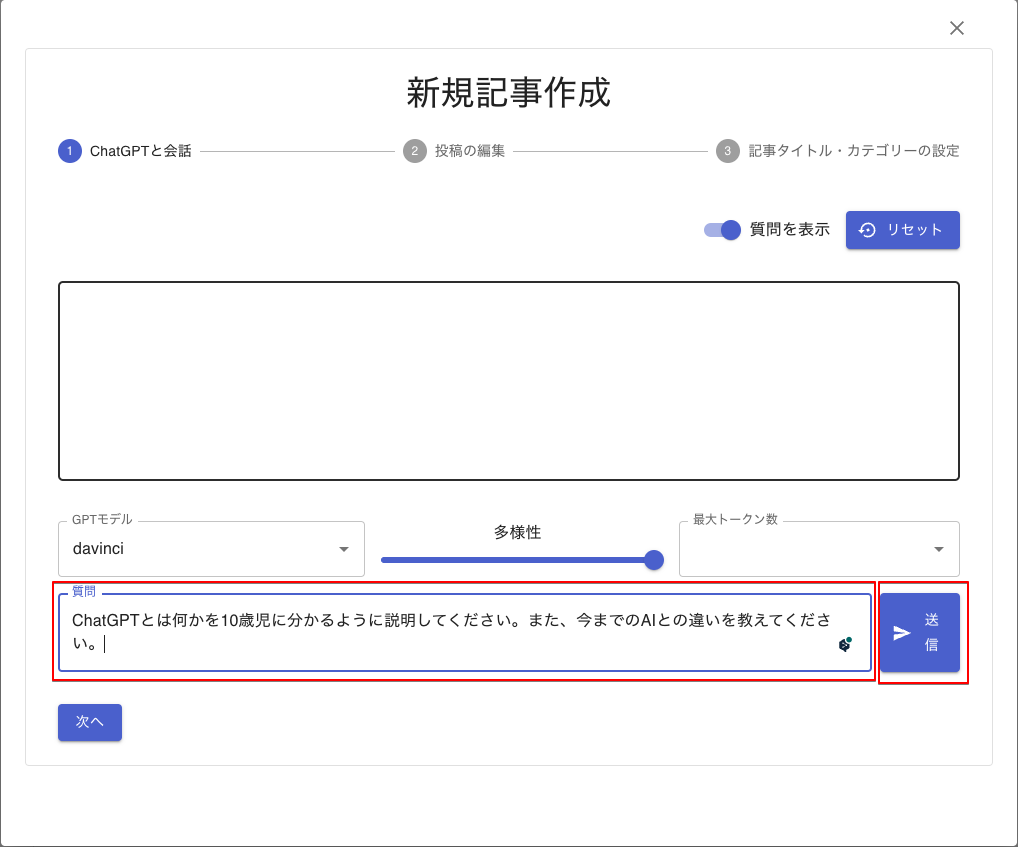 新規記事作成
1 ChatGPTと会話
2 投稿の編集
3 記事タイトル・カテゴリーの設定
質問を表示
リセット
GPTモデル
davinci
多様性
最大トークン数
質問
ChatGPTとは何かを10歳児に分かるように説明してください。また、今までのAIとの違いを教えてくださ
い。
送
信
次へ